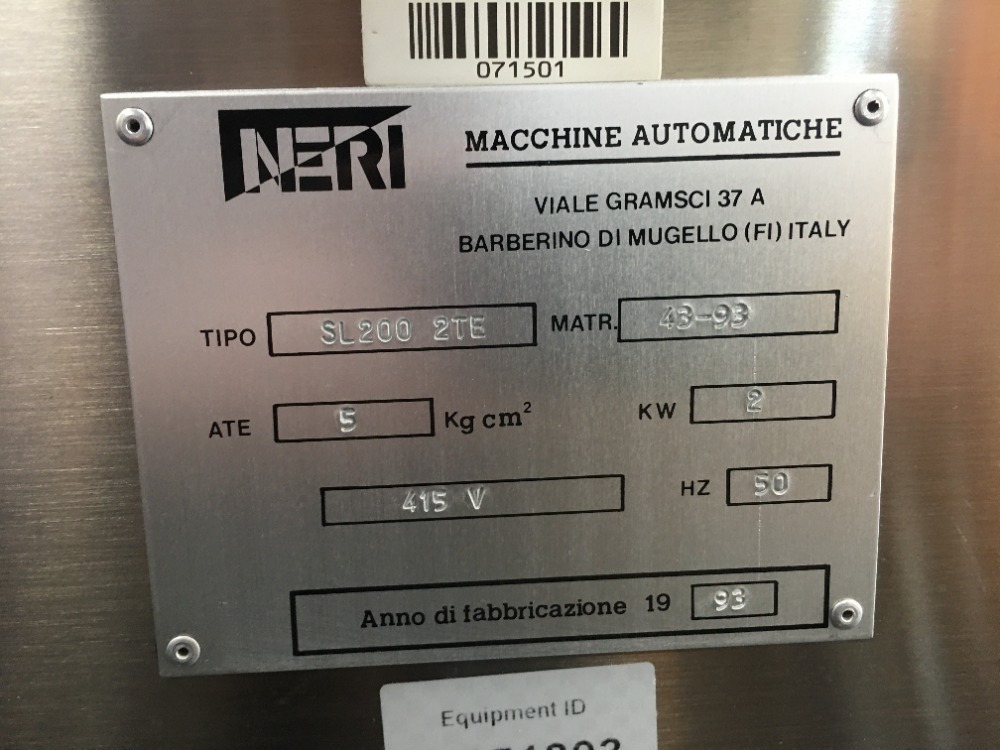 071501
NERI
MACCHINE AUTOMATICHE
VIALE GRAMSCI 37 A
BARBERINO DI MUGELLO (FI) ITALY
TIPO SL200 2TE MATR. 43-93
ATE 5 Kg cm² KW 2
415 V HZ 50
Anno di fabbricazione 19 93
Equipment ID